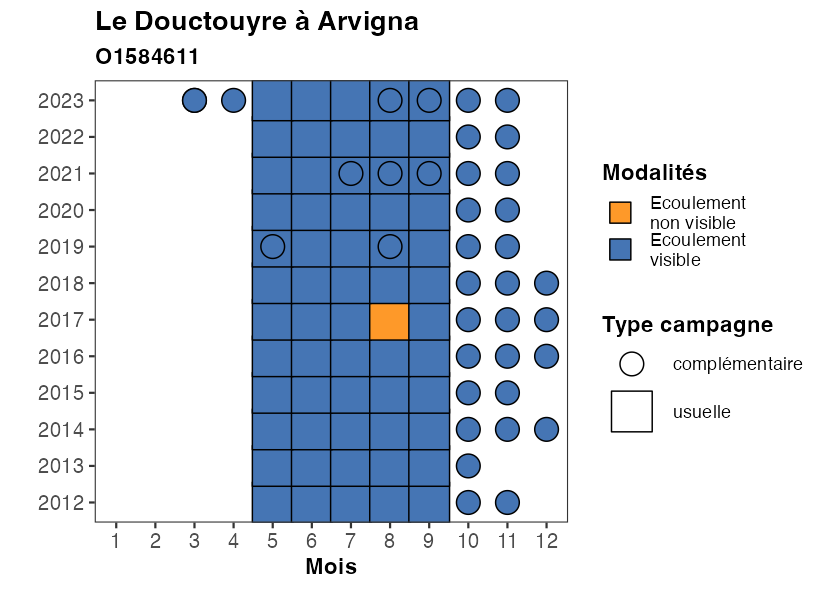 Le Douctouyre à Arvigna
O1584611
2023
2022
2021
2020
2019
2018
2017
2016
2015
2014
2013
2012
1 2 3 4 5 6 7 8 9 10 11 12
Mois
Modalités
Ecoulement
non visible
Ecoulement
visible
Type campagne
complémentaire
usuelle